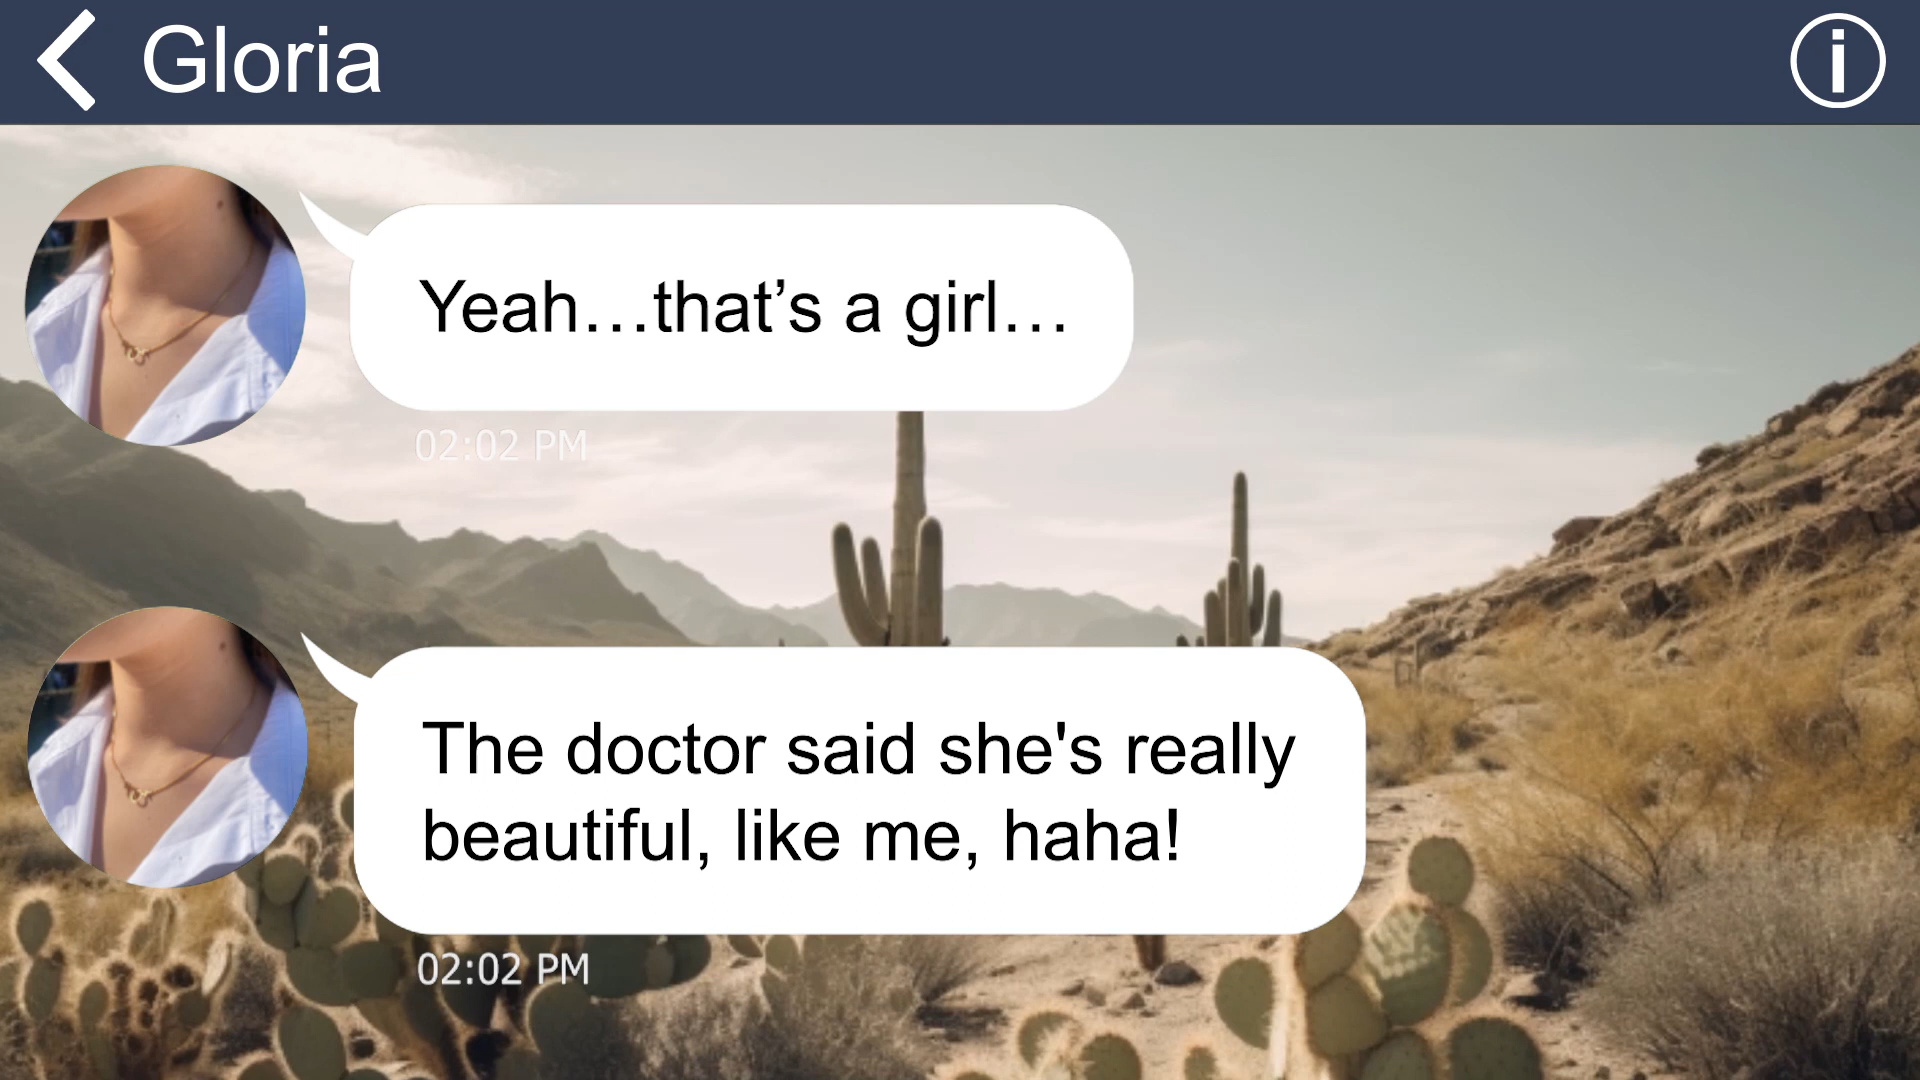 Gloria
Yeah…that’s a girl…
02:02 PM
The doctor said she's really
beautiful, like me, haha!
02:02 PM